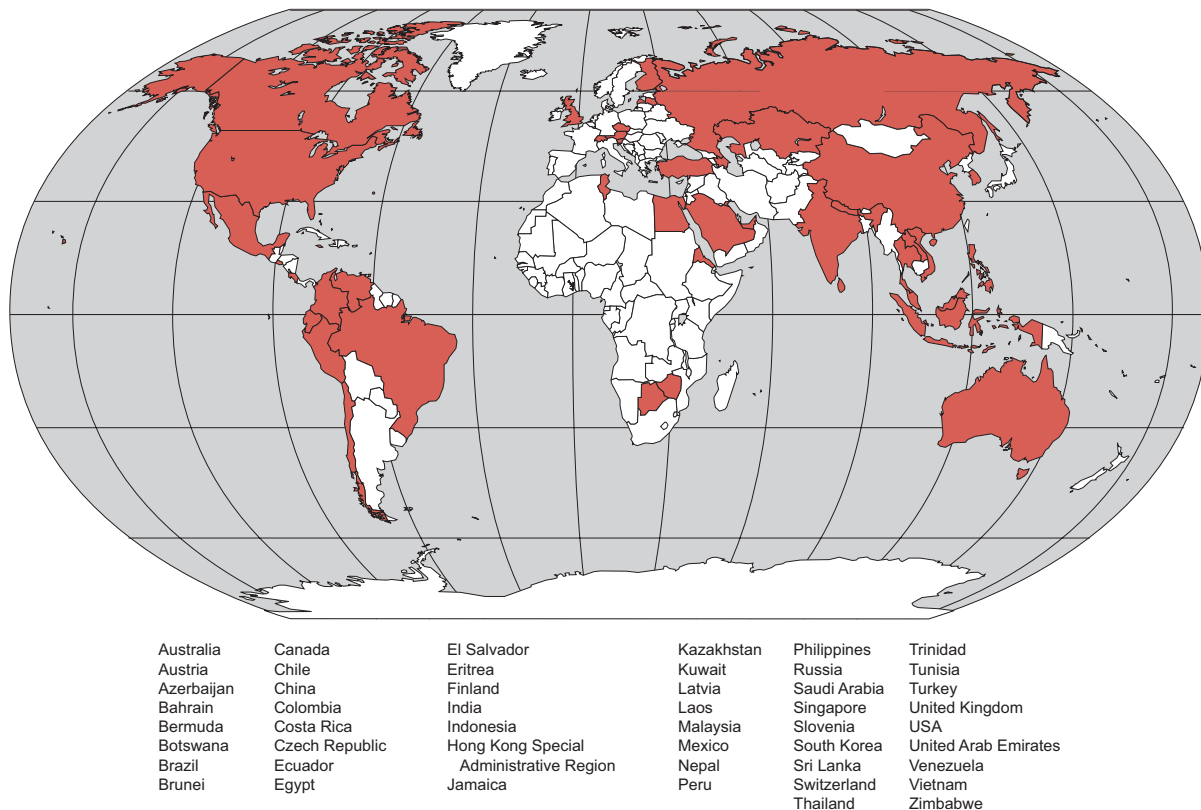 Australia
Austria
Azerbaijan
Bahrain
Bermuda
Botswana
Brazil
Brunei
Canada
Chile
China
Colombia
Costa Rica
Czech Republic
Ecuador
Egypt
El Salvador
Eritrea
Finland
India
Indonesia
Hong Kong Special
Administrative Region
Jamaica
Kazakhstan
Kuwait
Latvia
Laos
Malaysia
Mexico
Nepal
Peru
Philippines
Russia
Saudi Arabia
Singapore
Slovenia
South Korea
Sri Lanka
Switzerland
Thailand
Trinidad
Tunisia
Turkey
United Kingdom
USA
United Arab Emirates
Venezuela
Vietnam
Zimbabwe